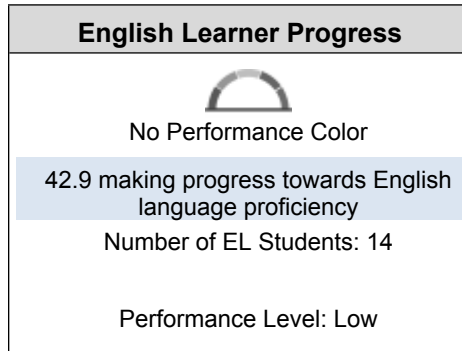 English Learner Progress
No Performance Color
42.9 making progress towards English
language proficiency
Number of EL Students: 14
Performance Level: Low